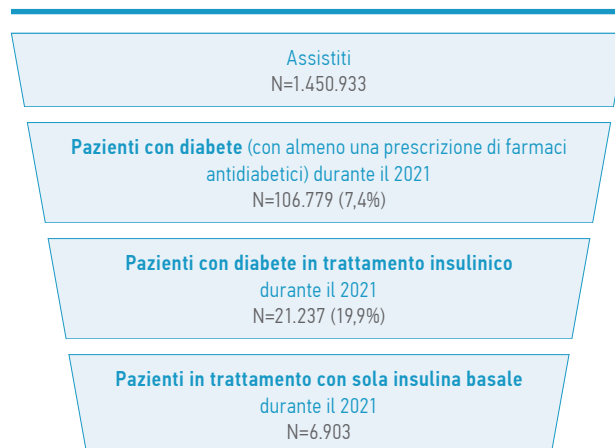 Assistiti
N=1.450.933
Pazienti con diabete (con almeno una prescrizione di farmaci
antidiabetici) durante il 2021
N=106.779 (7,4%)
Pazienti con diabete in trattamento insulinico
durante il 2021
N=21.237 (19,9%)
Pazienti in trattamento con sola insulina basale
durante il 2021
N=6.903